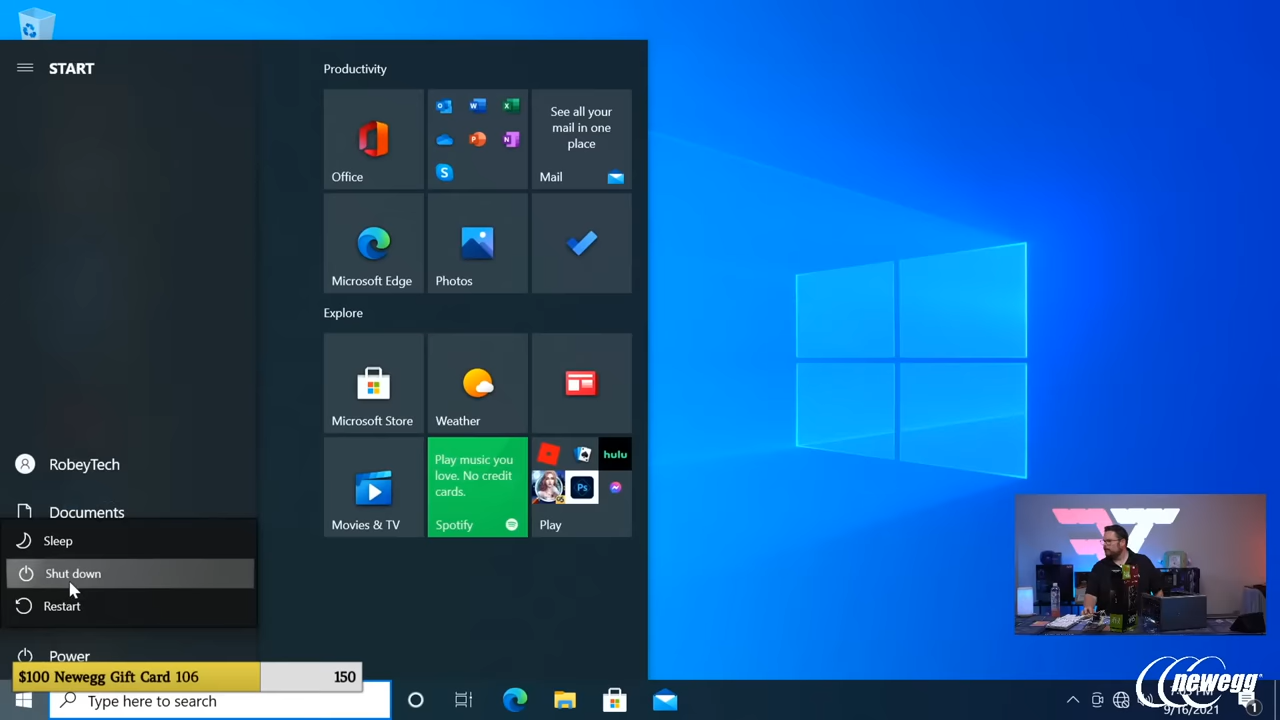 START
Productivity
Office
See all your
mail in one
place
Mail
Microsoft Edge
Photos
Explore
Microsoft Store
Weather
Movies & TV
Play music you
love. No credit
cards.
Spotify
hulu
Ps
Play
RobeyTech
Documents
Sleep
Shut down
Restart
Power
$100 Newegg Gift Card 106
150
Type here to search
newegg
9/16/2021
1